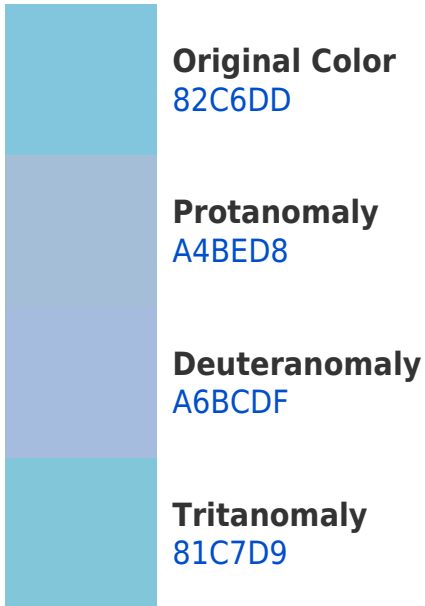 Original Color
82C6DD
Protanomaly
A4BED8
Deuteranomaly
A6BCDF
Tritanomaly
81C7D9